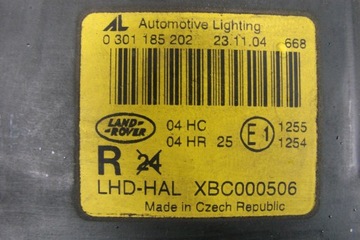 AL Automotive Lighting
0 301 185 202 23.11.04 668
LAND-ROVER 04 HC E1 1255
04 HR 25 1254
R 24
LHD-HAL XBC000506
Made in Czech Republic